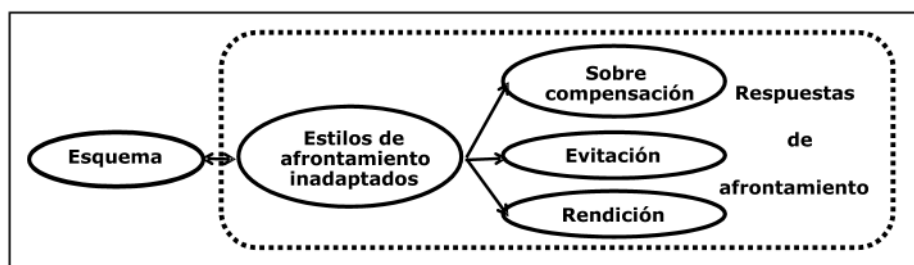 Esquema
Estilos de
afrontamiento
inadaptados
Sobre
compensación
Evitación
Rendición
Respuestas
de
afrontamiento